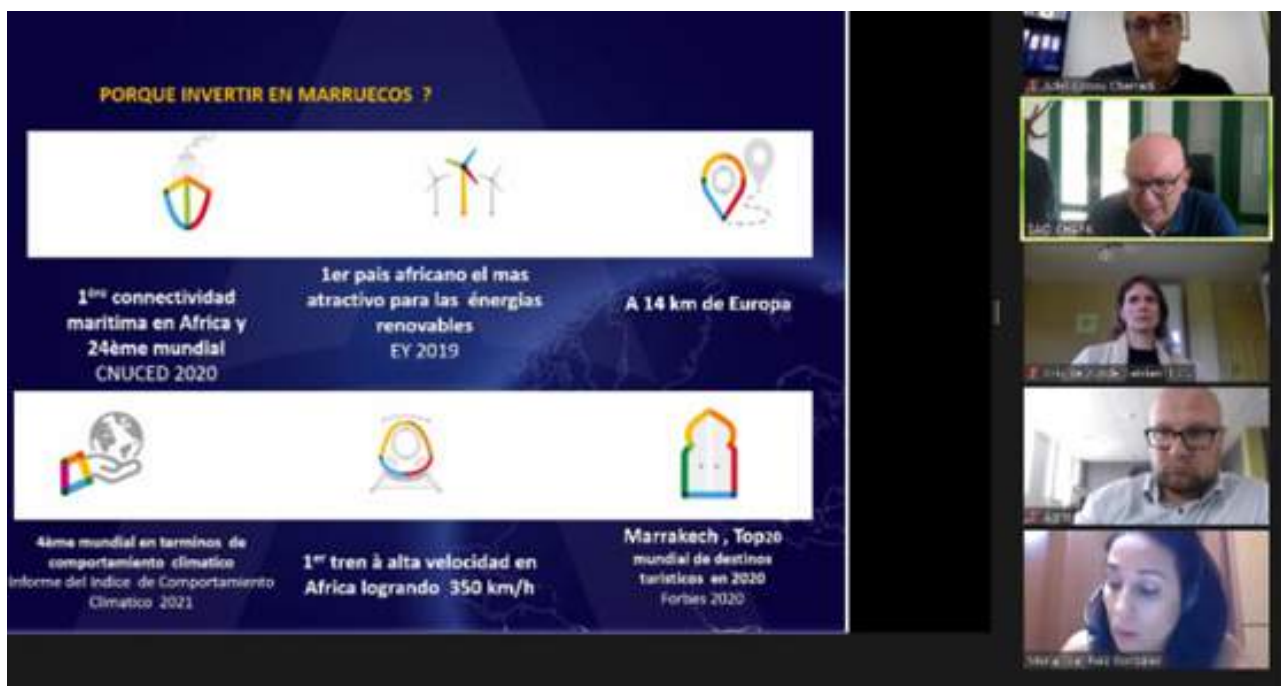 PORQUE INVERTIR EN MARRUECOS ?
1ère connectividad
maritima en Africa y
24ème mundial
CNUCED 2020
1er pais africano el mas
atractivo para las énergias
renovables
EY 2019
A 14 km de Europa
4ème mundial en tarminos de
comportamiento climatico
Informe del indice de Comportamiento
Climatico 2021
1er tren à alta velocidad en
Africa logrando 350 km/h
Marrakech , Top20
mundial de destinos
turisticos en 2020
Forbes 2020